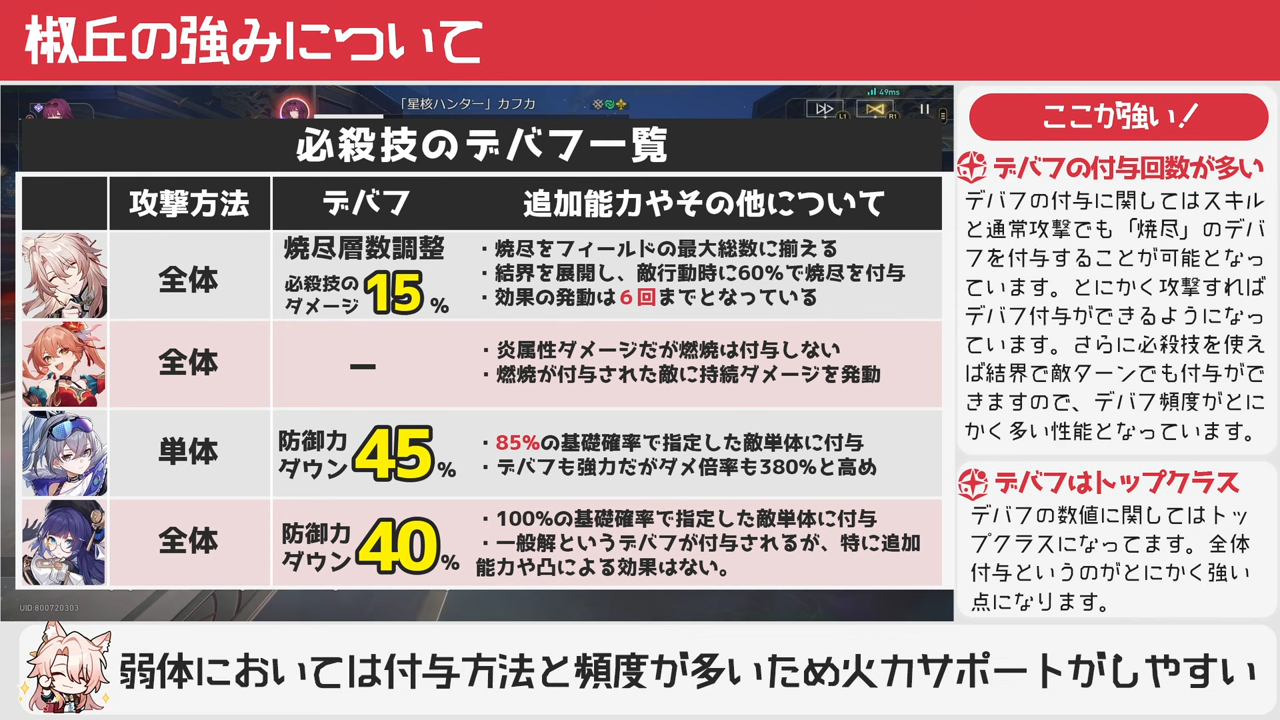 椒丘の強みについて
「星核ハンター」カフカ
49ms
L1
R1
必殺技のデバフ一覧
攻撃方法
デバフ
追加能力やその他について
全体
焼尽層数調整
必殺技の
ダメージ
15%
・焼尽をフィールドの最大総数に揃える
・結界を展開し、敵行動時に60%で焼尽を付与
・効果の発動は6回までとなっている
全体
ー
・炎属性ダメージだが燃焼は付与しない
・燃焼が付与された敵に持続ダメージを発動
単体
防御力
ダウン
45%
・85%の基礎確率で指定した敵単体に付与
・デバフも強力だがダメ倍率も380%と高め
全体
防御力
ダウン
40%
・100%の基礎確率で指定した敵単体に付与
・一般解というデバフが付与されるが、特に追加
能力や凸による効果はない。
UID:800720303
ここが強い!
デバフの付与回数が多い
デバフの付与に関してはスキル
と通常攻撃でも「焼尽」のデバ
フを付与することが可能となっ
ています。とにかく攻撃すれば
デバフ付与ができるようになっ
ています。さらに必殺技を使え
ば結界で敵ターンでも付与がで
きますので、デバフ頻度がとに
かく多い性能となっています。
デバフはトップクラス
デバフの数値に関してはトッ
プクラスになってます。全体
付与というのがとにかく強い
点になります。
弱体においては付与方法と頻度が多いため火力サポートがしやすい